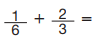 1/6 + 2/3 =